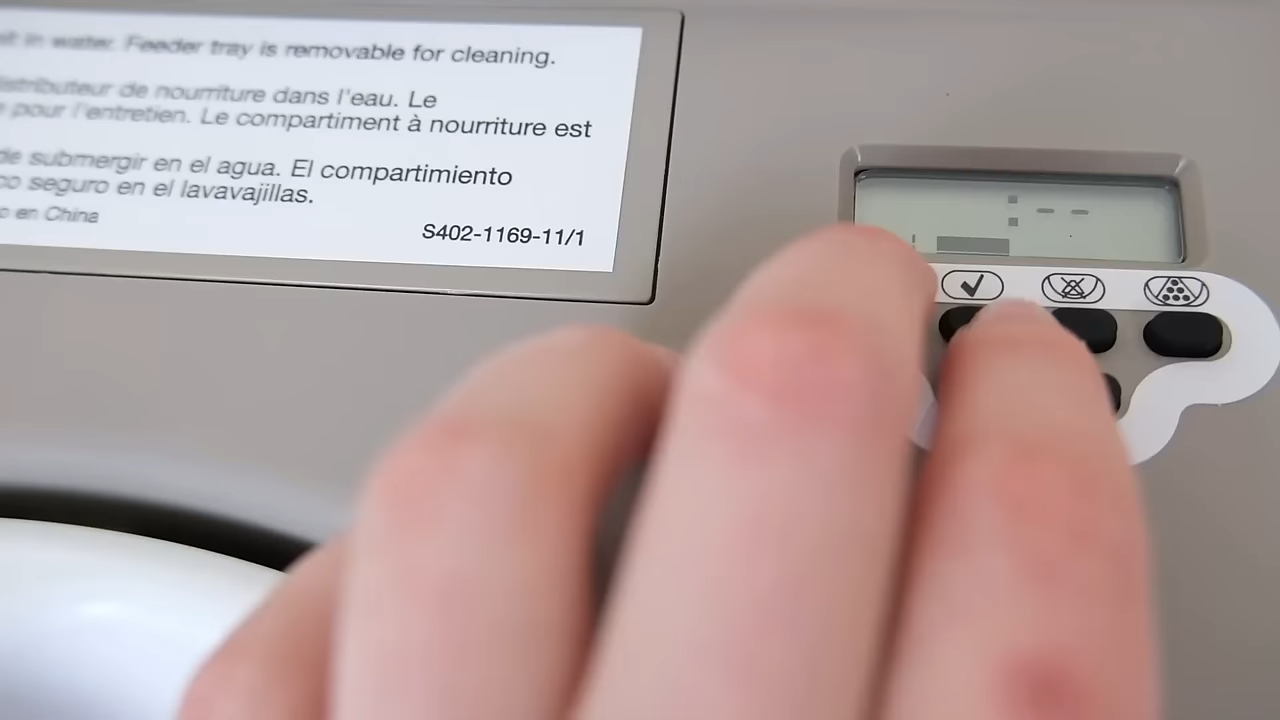 in water. Feeder tray is removable for cleaning.
distributeur de nourriture dans l'eau. Le
pour l'entretien. Le compartiment à nourriture est
de submergir en el agua. El compartimiento
seguro en el lavavajillas.
en China
S402-1169-11/1
: - -